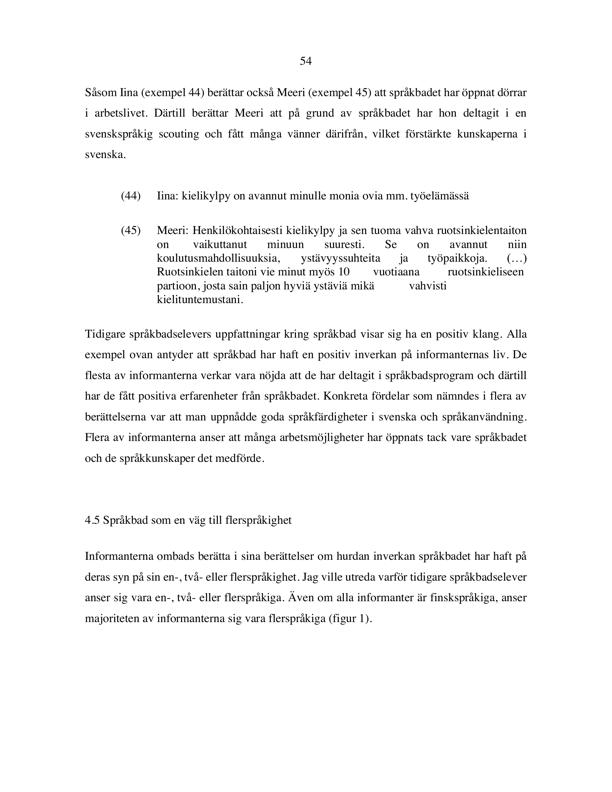 54
Såsom Iina (exempel 44) berättar också Meeri (exempel 45) att språkbadet har öppnat dörrar
i arbetslivet. Därtill berättar Meeri att på grund av språkbadet har hon deltagit i en
svenskspråkig scouting och fått många vänner därifrån, vilket förstärkte kunskaperna i
svenska.
(44) Iina: kielikylpy on avannut minulle monia ovia mm. työelämässä
(45) Meeri: Henkilökohtaisesti kielikylpy ja sen tuoma vahva ruotsinkielentaiton
on vaikuttanut minuun suuresti. Se on avannut niin
koulutusmahdollisuuksia, ystävyyssuhteita ja työpaikkoja. (…)
Ruotsinkielen taitoni vie minut myös 10 vuotiaana ruotsinkieliseen
partioon, josta sain paljon hyviä ystäviä mikä vahvisti
kielituntemustani.
Tidigare språkbadselevers uppfattningar kring språkbad visar sig ha en positiv klang. Alla
exempel ovan antyder att språkbad har haft en positiv inverkan på informanternas liv. De
flesta av informanterna verkar vara nöjda att de har deltagit i språkbadsprogram och därtill
har de fått positiva erfarenheter från språkbadet. Konkreta fördelar som nämndes i flera av
berättelserna var att man uppnådde goda språkfärdigheter i svenska och språkanvändning.
Flera av informanterna anser att många arbetsmöjligheter har öppnats tack vare språkbadet
och de språkkunskaper det medförde.
4.5 Språkbad som en väg till flerspråkighet
Informanterna ombads berätta i sina berättelser om hurdan inverkan språkbadet har haft på
deras syn på sin en-, två- eller flerspråkighet. Jag ville utreda varför tidigare språkbadselever
anser sig vara en-, två- eller flerspråkiga. Även om alla informanter är finskspråkiga, anser
majoriteten av informanterna sig vara flerspråkiga (figur 1).